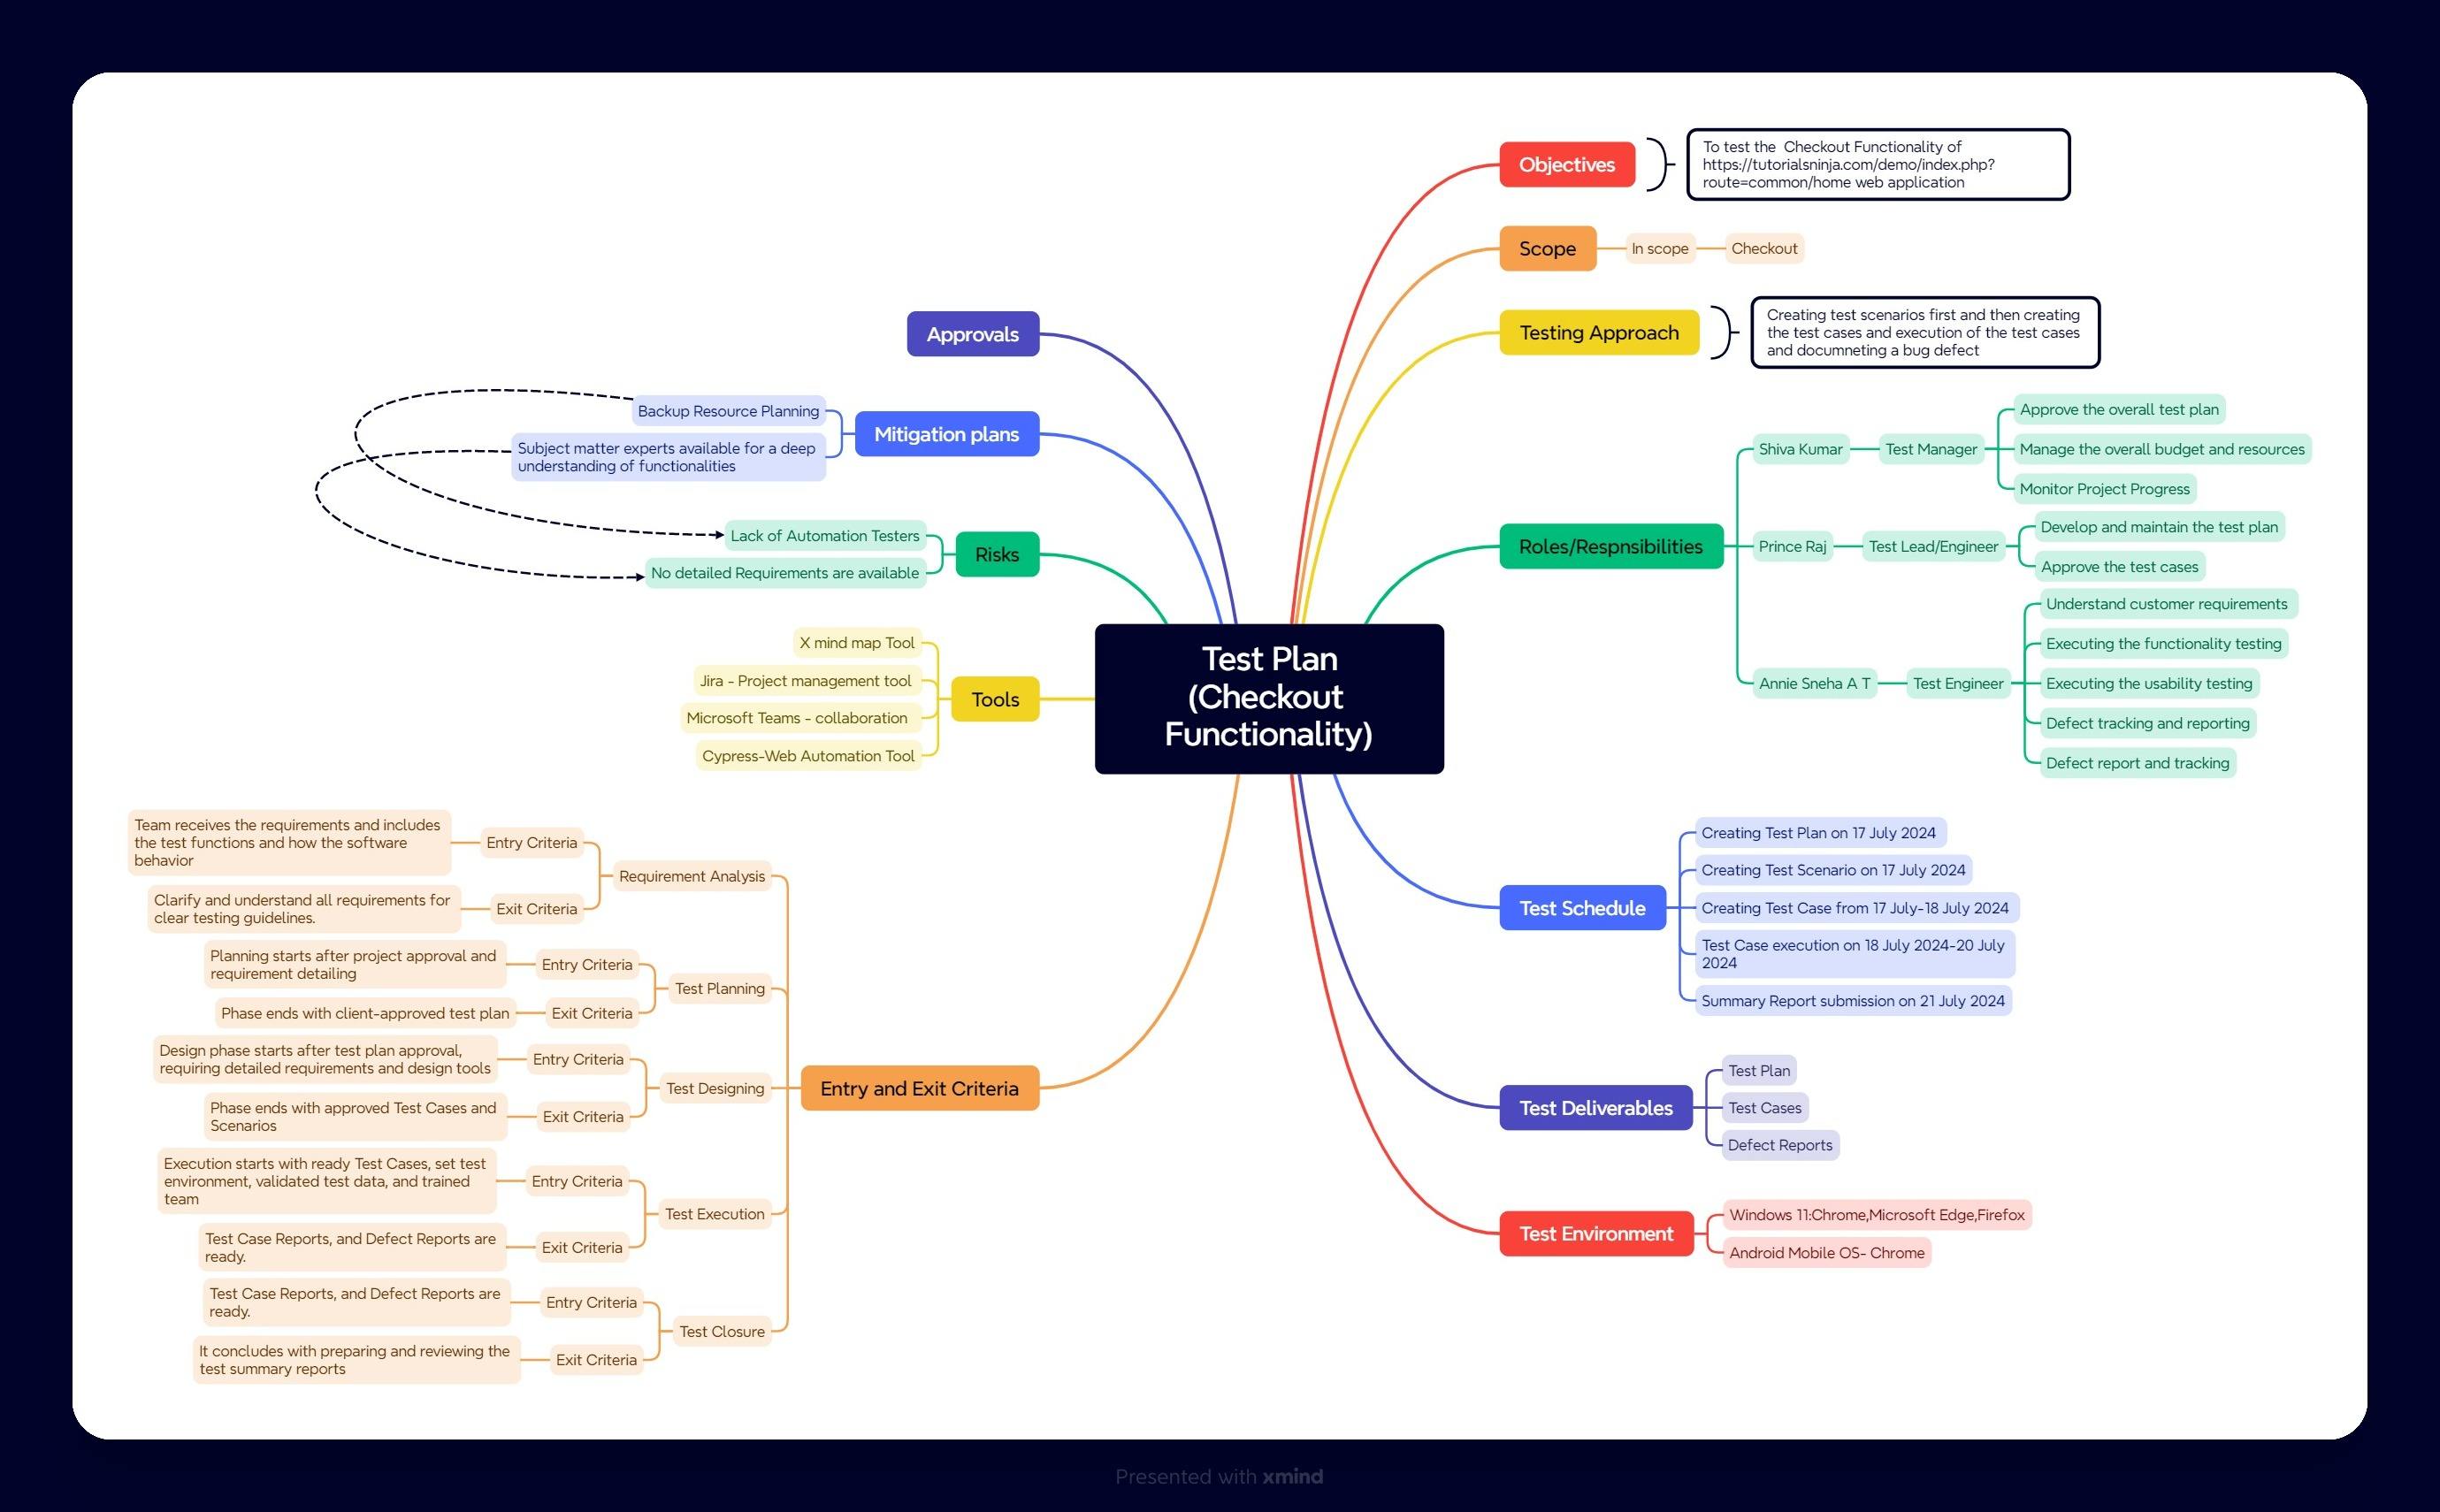 Objectives
To test the  Checkout Functionality of
https://tutorialsninja.com/demo/index.php?
route=common/home web application
Scope
In scope
Checkout
Testing Approach
Creating test scenarios first and then creating
the test cases and execution of the test cases
and documneting a bug defect
Roles/Respnsibilities
Shiva Kumar
Test Manager
Approve the overall test plan
Manage the overall budget and resources
Monitor Project Progress
Prince Raj
Test Lead/Engineer
Develop and maintain the test plan
Approve the test cases
Annie Sneha A T
Test Engineer
Understand customer requirements
Executing the functionality testing
Executing the usability testing
Defect tracking and reporting
Defect report and tracking
Test Plan
(Checkout
Functionality)
Test Schedule
Creating Test Plan on 17 July 2024
Creating Test Scenario on 17 July 2024
Creating Test Case from 17 July-18 July 2024
Test Case execution on 18 July 2024-20 July
2024
Summary Report submission on 21 July 2024
Test Deliverables
Test Plan
Test Cases
Defect Reports
Test Environment
Windows 11:Chrome,Microsoft Edge,Firefox
Android Mobile OS- Chrome
Approvals
Mitigation plans
Backup Resource Planning
Subject matter experts available for a deep
understanding of functionalities
Risks
Lack of Automation Testers
No detailed Requirements are available
Tools
X mind map Tool
Jira - Project management tool
Microsoft Teams - collaboration
Cypress-Web Automation Tool
Entry and Exit Criteria
Requirement Analysis
Entry Criteria
Team receives the requirements and includes
the test functions and how the software
behavior
Exit Criteria
Clarify and understand all requirements for
clear testing guidelines.
Test Planning
Entry Criteria
Planning starts after project approval and
requirement detailing
Exit Criteria
Phase ends with client-approved test plan
Test Designing
Entry Criteria
Design phase starts after test plan approval,
requiring detailed requirements and design tools
Exit Criteria
Phase ends with approved Test Cases and
Scenarios
Test Execution
Entry Criteria
Execution starts with ready Test Cases, set test
environment, validated test data, and trained
team
Exit Criteria
Test Case Reports, and Defect Reports are
ready.
Test Closure
Entry Criteria
Test Case Reports, and Defect Reports are
ready.
Exit Criteria
It concludes with preparing and reviewing the
test summary reports
Presented with xmind